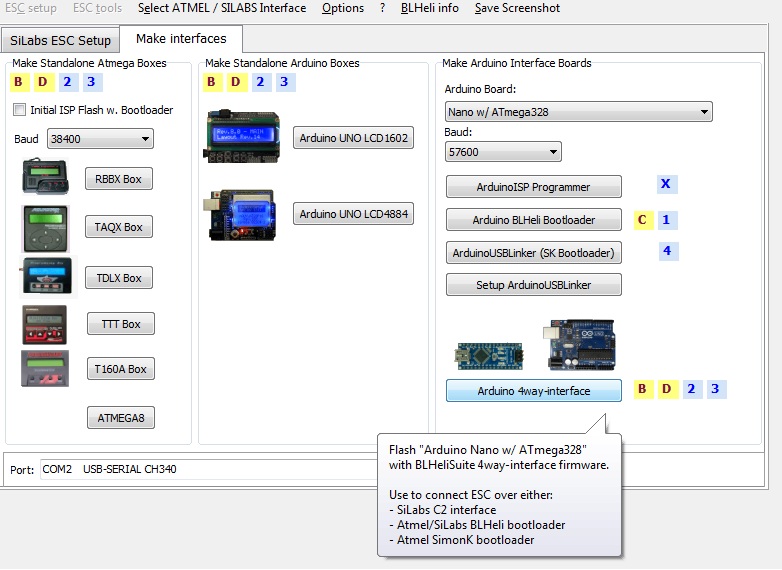 ESC setup ESC tools Select ATMEL / SILABS Interface Options ? BLHeli info Save Screenshot
SiLabs ESC Setup Make interfaces
Make Standalone Atmega Boxes
B D 2 3
Initial ISP Flash w. Bootloader
Baud 38400
RBBX Box
TAQX Box
TDLX Box
TTT Box
T160A Box
ATMEGA8
Make Standalone Arduino Boxes
B D 2 3
Arduino UNO LCD1602
Arduino UNO LCD4884
Make Arduino Interface Boards
Arduino Board:
Nano w/ ATmega328
Baud:
57600
ArduinoISP Programmer X
Arduino BLHeli Bootloader C 1
ArduinoUSBLinker (SK Bootloader) 4
Setup ArduinoUSBLinker
Arduino 4way-interface B D 2 3
Port: COM2 USB-SERIAL CH340
Flash "Arduino Nano w/ ATmega328"
with BLHeliSuite 4way-interface firmware.
Use to connect ESC over either:
- SiLabs C2 interface
- Atmel/SiLabs BLHeli bootloader
- Atmel SimonK bootloader